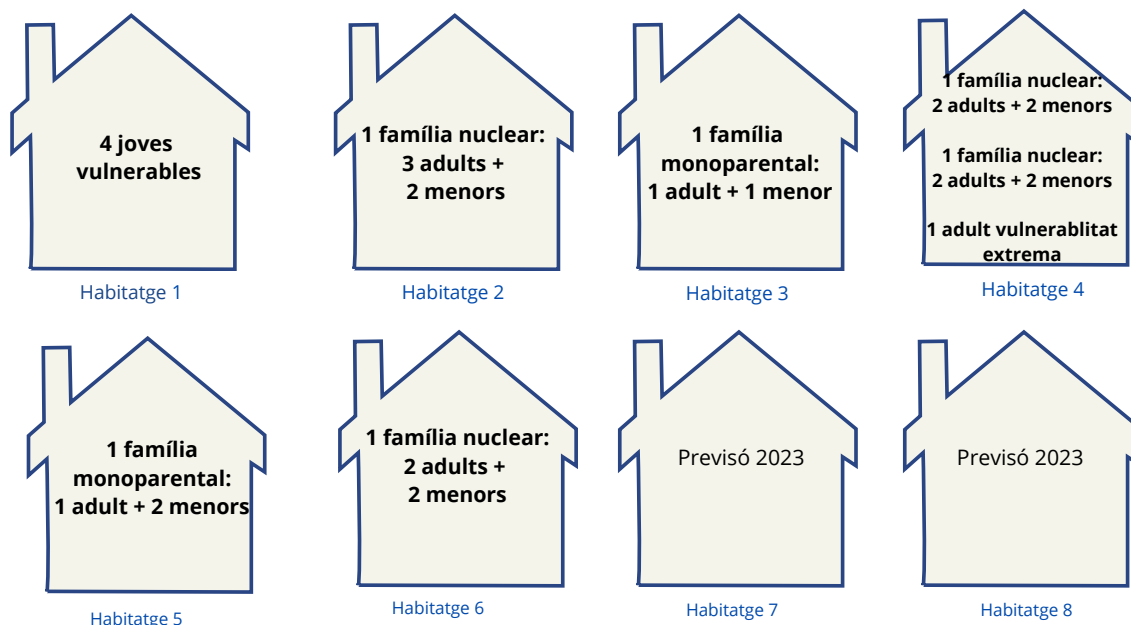 4 joves
vulnerables
Habitatge 1
1 família nuclear:
3 adults +
2 menors
Habitatge 2
1 família
monoparental:
1 adult + 1 menor
Habitatge 3
1 família nuclear:
2 adults + 2 menors
1 família nuclear:
2 adults + 2 menors
1 adult vulnerablitat
extrema
Habitatge 4
1 família
monoparental:
1 adult + 2 menors
Habitatge 5
1 família nuclear:
2 adults +
2 menors
Habitatge 6
Previsó 2023
Habitatge 7
Previsó 2023
Habitatge 8